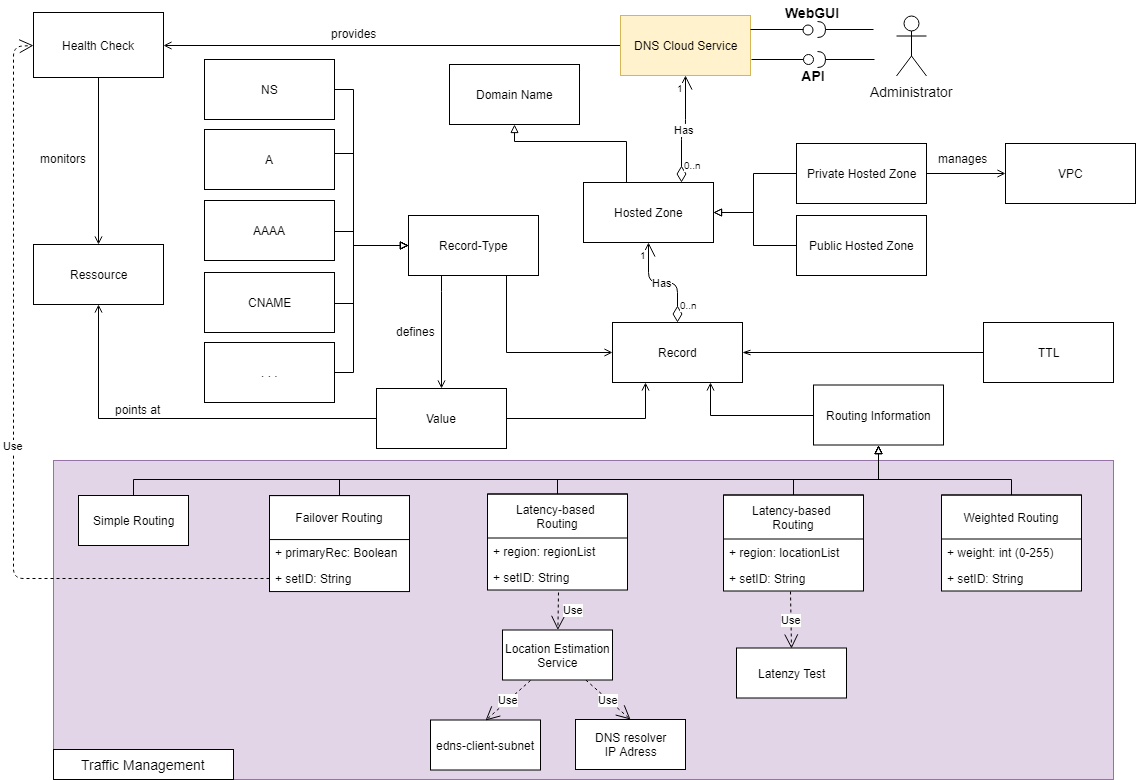 WebGUI
Health Check
provides
DNS Cloud Service
API
Administrator
NS
Domain Name
1
Has
0..n
monitors
A
Private Hosted Zone
manages
VPC
AAAA
Record-Type
Hosted Zone
Public Hosted Zone
Ressource
1
Has
0..n
CNAME
defines
Record
TTL
. . .
points at
Value
Routing Information
Use
Simple Routing
Failover Routing
+ primaryRec: Boolean
+ setID: String
Latency-based
Routing
+ region: regionList
+ setID: String
Latency-based
Routing
+ region: locationList
+ setID: String
Weighted Routing
+ weight: int (0-255)
+ setID: String
Use
Use
Location Estimation
Service
Latenzy Test
Use
Use
edns-client-subnet
DNS resolver
IP Adress
Traffic Management